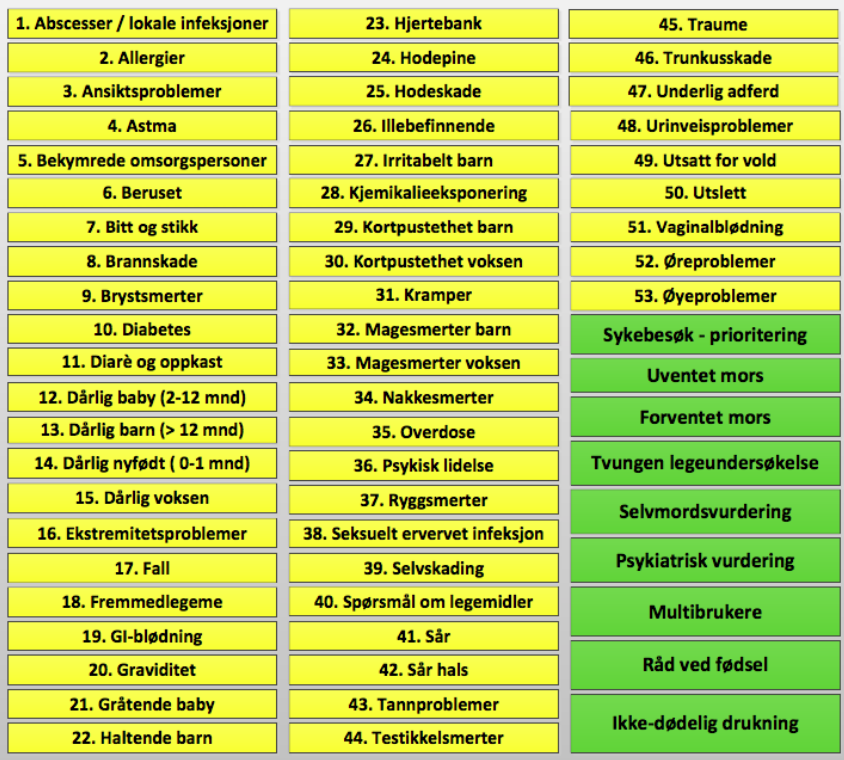 1. Abscesser / lokale infeksjoner
2. Allergier
3. Ansiktsproblemer
4. Astma
5. Bekymrede omsorgspersoner
6. Beruset
7. Bitt og stikk
8. Brannskade
9. Brystsmerter
10. Diabetes
11. Diarè og oppkast
12. Dårlig baby (2-12 mnd)
13. Dårlig barn (> 12 mnd)
14. Dårlig nyfødt ( 0-1 mnd)
15. Dårlig voksen
16. Ekstremitetsproblemer
17. Fall
18. Fremmedlegeme
19. GI-blødning
20. Graviditet
21. Gråtende baby
22. Haltende barn
23. Hjertebank
24. Hodepine
25. Hodeskade
26. Illebefinnende
27. Irritabelt barn
28. Kjemikalieeksponering
29. Kortpustethet barn
30. Kortpustethet voksen
31. Kramper
32. Magesmerter barn
33. Magesmerter voksen
34. Nakkesmerter
35. Overdose
36. Psykisk lidelse
37. Ryggsmerter
38. Seksuelt ervervet infeksjon
39. Selvskading
40. Spørsmål om legemidler
41. Sår
42. Sår hals
43. Tannproblemer
44. Testikkelsmerter
45. Traume
46. Trunkusskade
47. Underlig adferd
48. Urinveisproblemer
49. Utsatt for vold
50. Utslett
51. Vaginalblødning
52. Øreproblemer
53. Øyeproblemer
Sykebesøk - prioritering
Uventet mors
Forventet mors
Tvungen legeundersøkelse
Selvmordsvurdering
Psykiatrisk vurdering
Multibrukere
Råd ved fødsel
Ikke-dødelig drukning